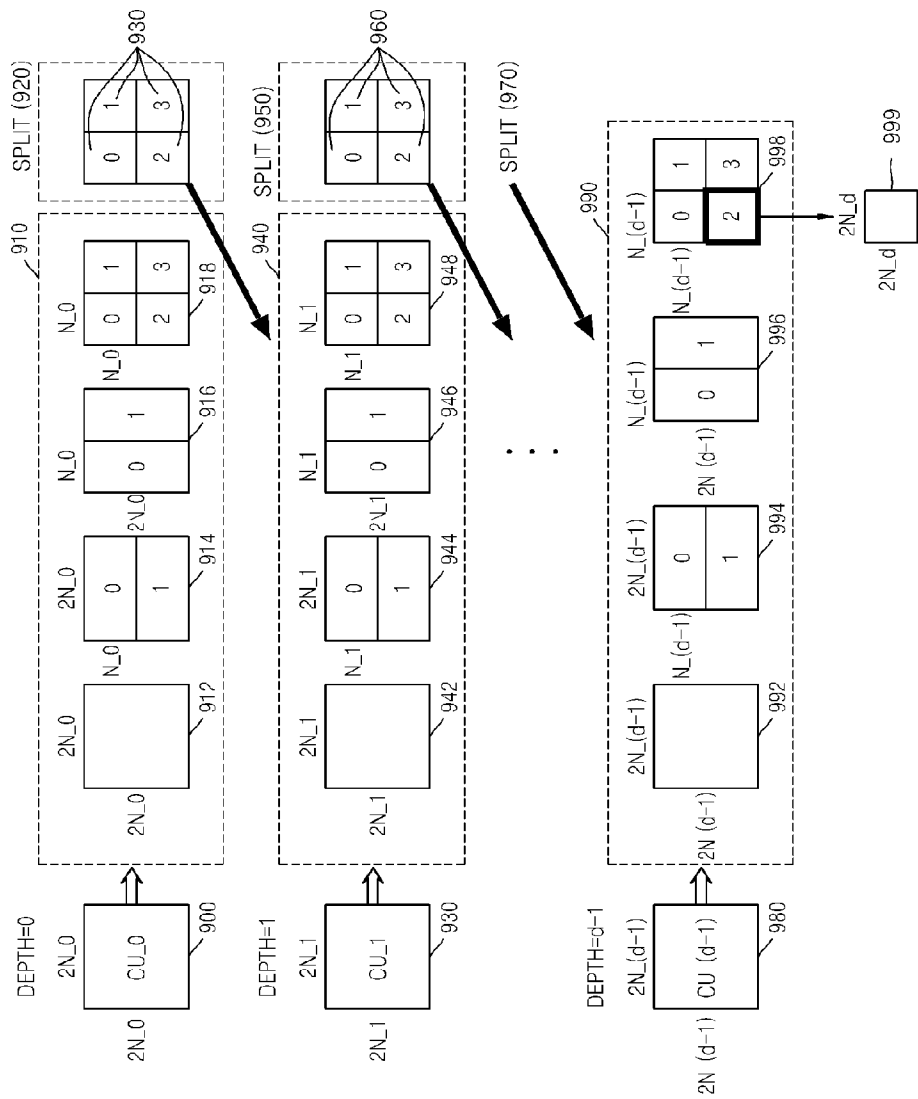 DEPTH=0
2N_0
2N_0
CU_0
900
910
2N_0
2N_0
912
2N_0
N_0
0
1
914
N_0
2N_0
0
1
916
N_0
N_0
0
1
2
3
918
SPLIT (920)
0
1
2
3
930
DEPTH=1
2N_1
2N_1
CU_1
930
940
2N_1
2N_1
942
2N_1
N_1
0
1
944
N_1
2N_1
0
1
946
N_1
N_1
0
1
2
3
948
SPLIT (950)
0
1
2
3
960
SPLIT (970)
DEPTH=d-1
2N_(d-1)
2N (d-1)
CU (d-1)
980
990
2N_(d-1)
2N (d-1)
992
2N_(d-1)
N_(d-1)
0
1
994
N_(d-1)
2N (d-1)
0
1
996
N_(d-1)
N_(d-1)
0
1
2
3
998
2N_d
2N_d
999